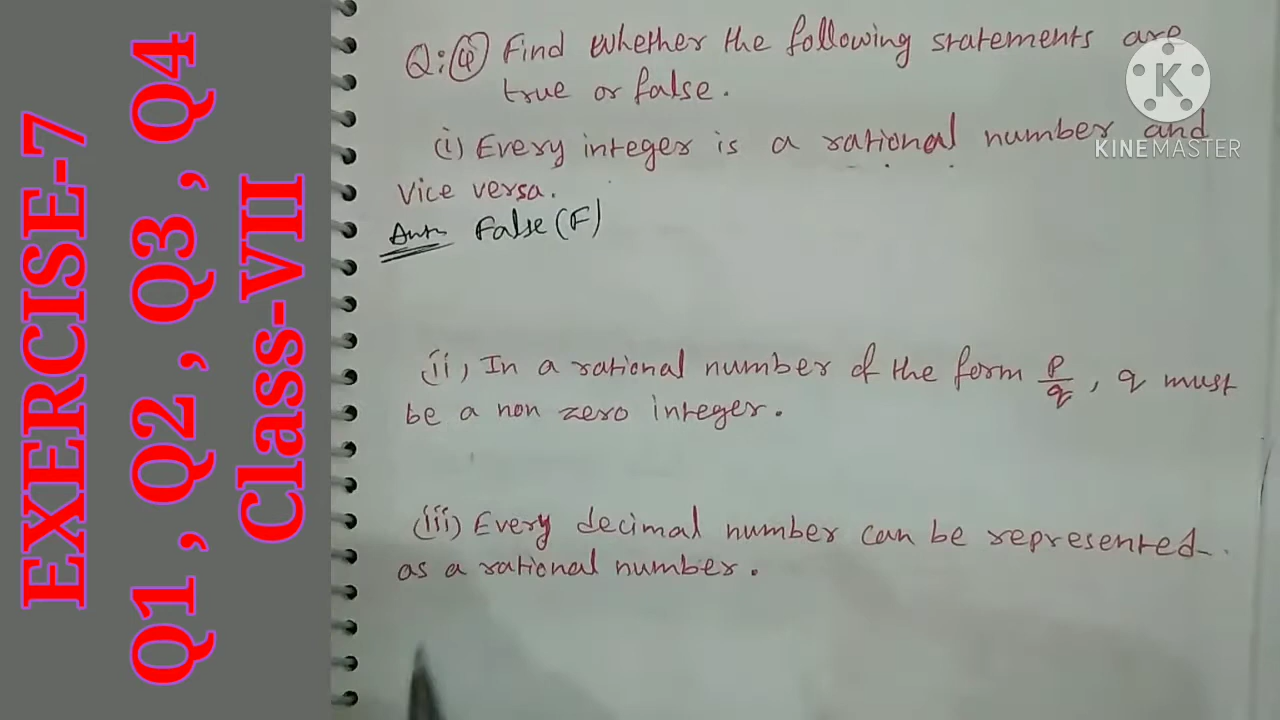 EXERCISE-7
Q1 , Q2 , Q3 , Q4
Class-VII
Q:④ Find whether the following statements are
true or false.
(i) Every integer is a rational number and
vice versa.
Ans False (F)
(ii) In a rational number of the form p/q, q must
be a non zero integer.
(iii) Every decimal number can be represented
as a rational number.
K
KINEMASTER